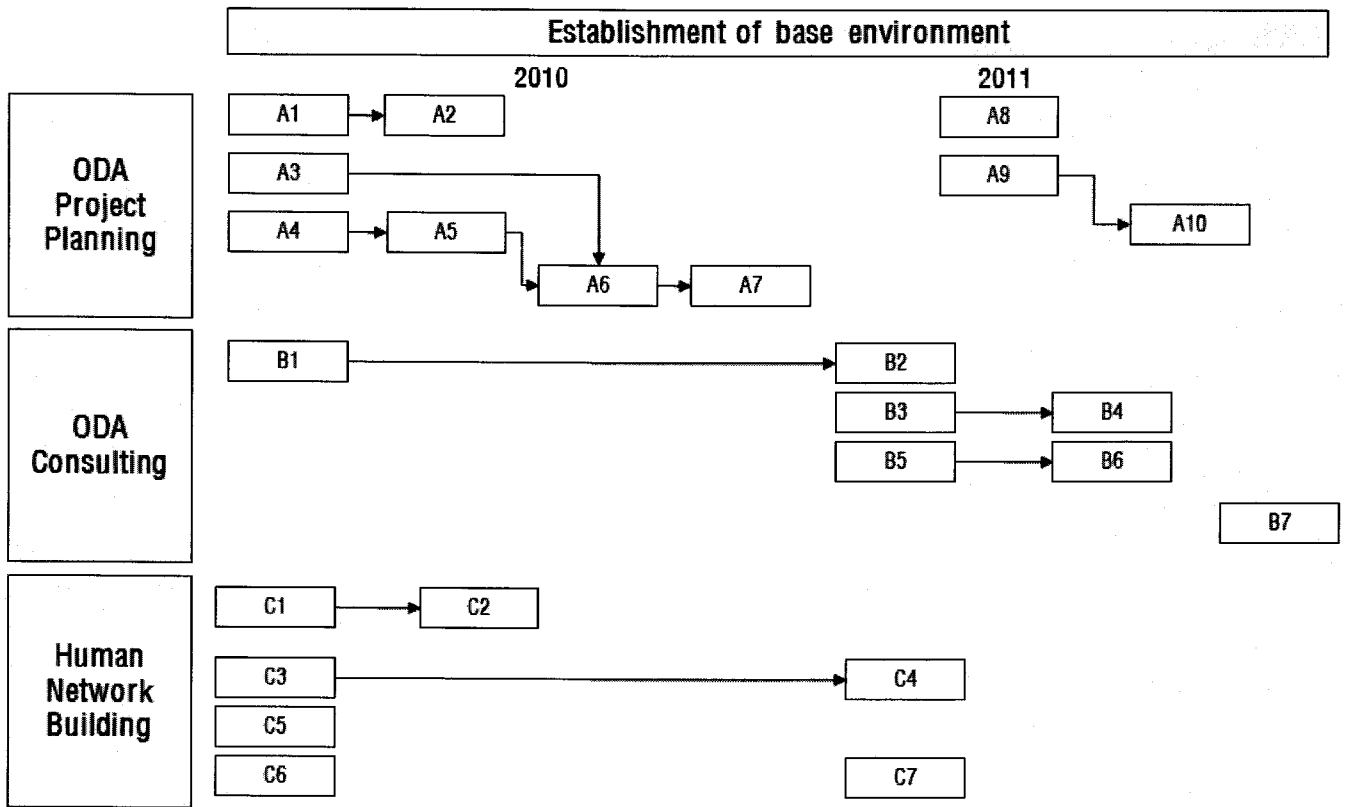 Establishment of base environment
2010
2011
ODA
Project
Planning
A1
A2
A8
A3
A9
A4
A5
A10
A6
A7
ODA
Consulting
B1
B2
B3
B4
B5
B6
B7
Human
Network
Building
C1
C2
C3
C4
C5
C6
C7